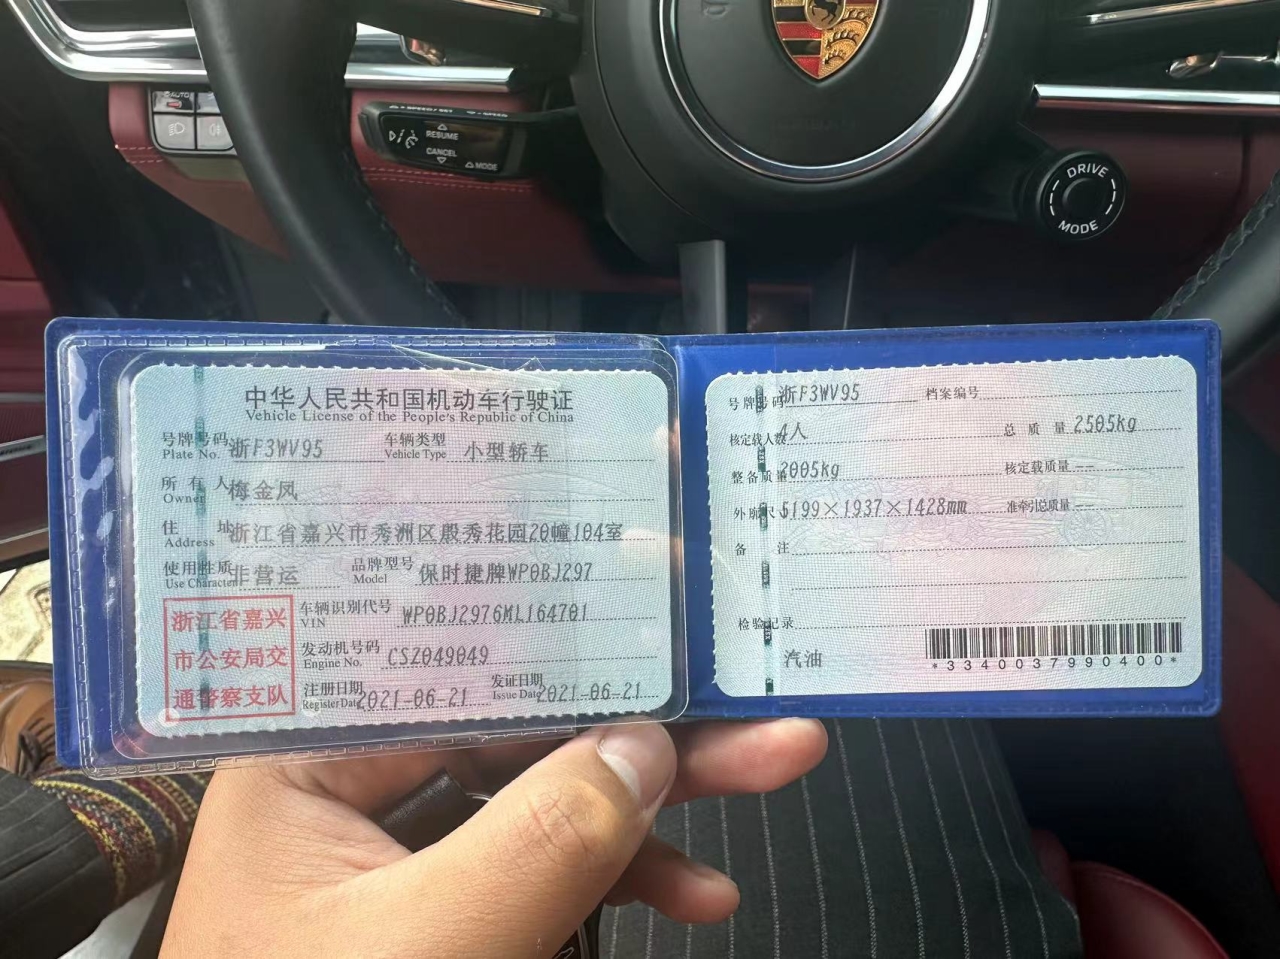 AUTO
RESUME
CANCEL
MODE
DRIVE
MODE
中华人民共和国机动车行驶证
Vehicle License of the People's Republic of China
号牌号码 浙F3WV95 车辆类型 小型轿车
Plate No. Vehicle Type
所有人 梅金凤
Owner
住址 浙江省嘉兴市秀洲区殷秀花园20幢104室
Address
使用性质 非营运 品牌型号 保时捷牌WP0BJ297
Use Character Model
浙江省嘉兴
市公安局交
通警察支队
车辆识别代号 WP0BJ2976ML164701
VIN
发动机号码 CSZ049049
Engine No.
注册日期 2021-06-21 发证日期 2021-06-21
Register Date Issue Date
号牌号码 浙F3WV95 档案编号
核定载人数 4人 总质量 2505kg
整备质量 2005kg 核定载质量 --
外廓尺寸 5199×1937×1428mm 准牵引总质量 --
备注
检验记录
汽油
*3340037990400*